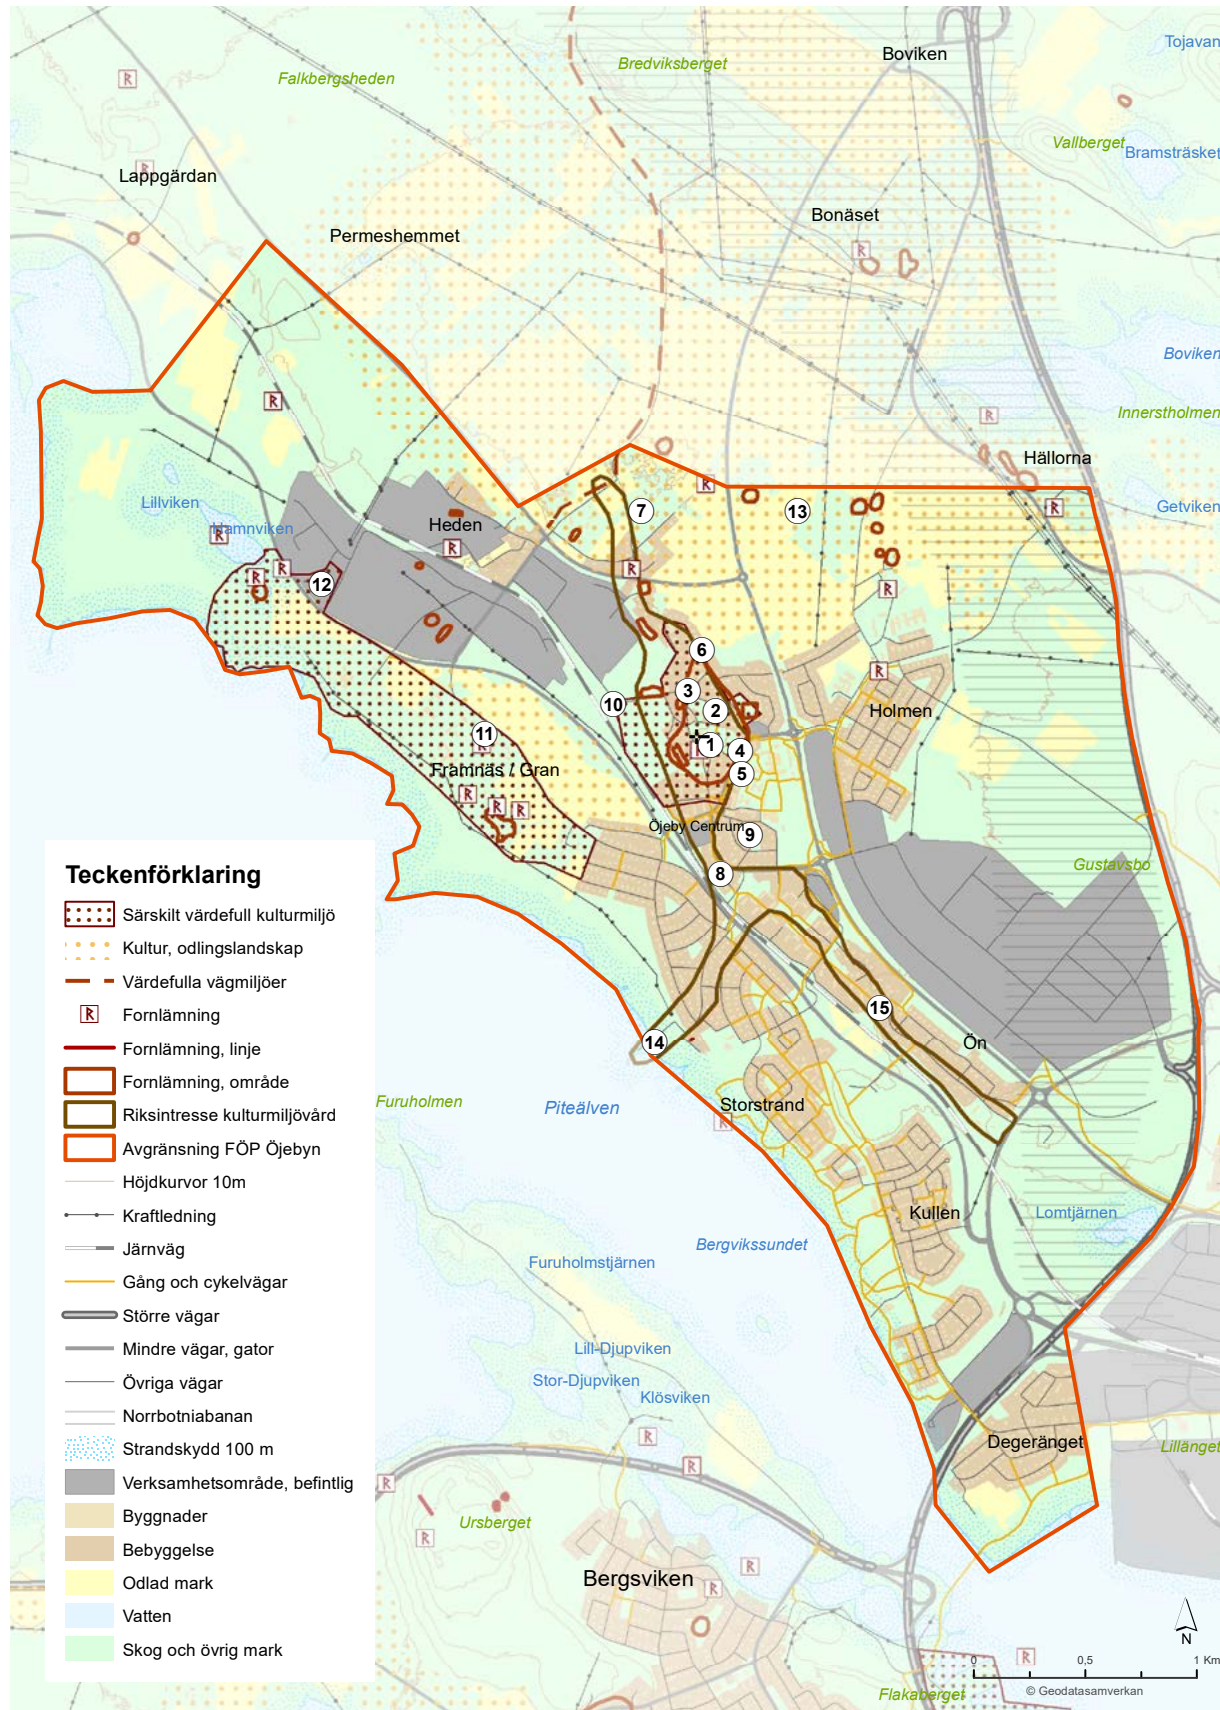 Boviken
Tojavan
Bredviksberget
Falkbergsheden
Vallberget
Bramsträsket
Lappgärdan
Bonäset
Permeshemmet
Boviken
Innerstholmen
Hällorna
Getviken
Lillviken
Hamnviken
Heden
7
13
12
6
3
10
2
Holmen
11
1
4
5
Framnäs / Gran
Öjeby Centrum
9
8
Gustavsbo
15
14
Ön
Furuholmen
Piteälven
Storstrand
Kullen
Lomtjärnen
Bergvikssundet
Furuholmstjärnen
Lill-Djupviken
Stor-Djupviken
Klösviken
Degeränget
Lillänget
Ursberget
Bergsviken
Flakaberget
Teckenförklaring
Särskilt värdefull kulturmiljö
Kultur, odlingslandskap
Värdefulla vägmiljöer
R Fornlämning
Fornlämning, linje
Fornlämning, område
Riksintresse kulturmiljövård
Avgränsning FÖP Öjebyn
Höjdkurvor 10m
Kraftledning
Järnväg
Gång och cykelvägar
Större vägar
Mindre vägar, gator
Övriga vägar
Norrbotniabanan
Strandskydd 100 m
Verksamhetsområde, befintlig
Byggnader
Bebyggelse
Odlad mark
Vatten
Skog och övrig mark
N
0 0,5 1 Km
© Geodatasamverkan